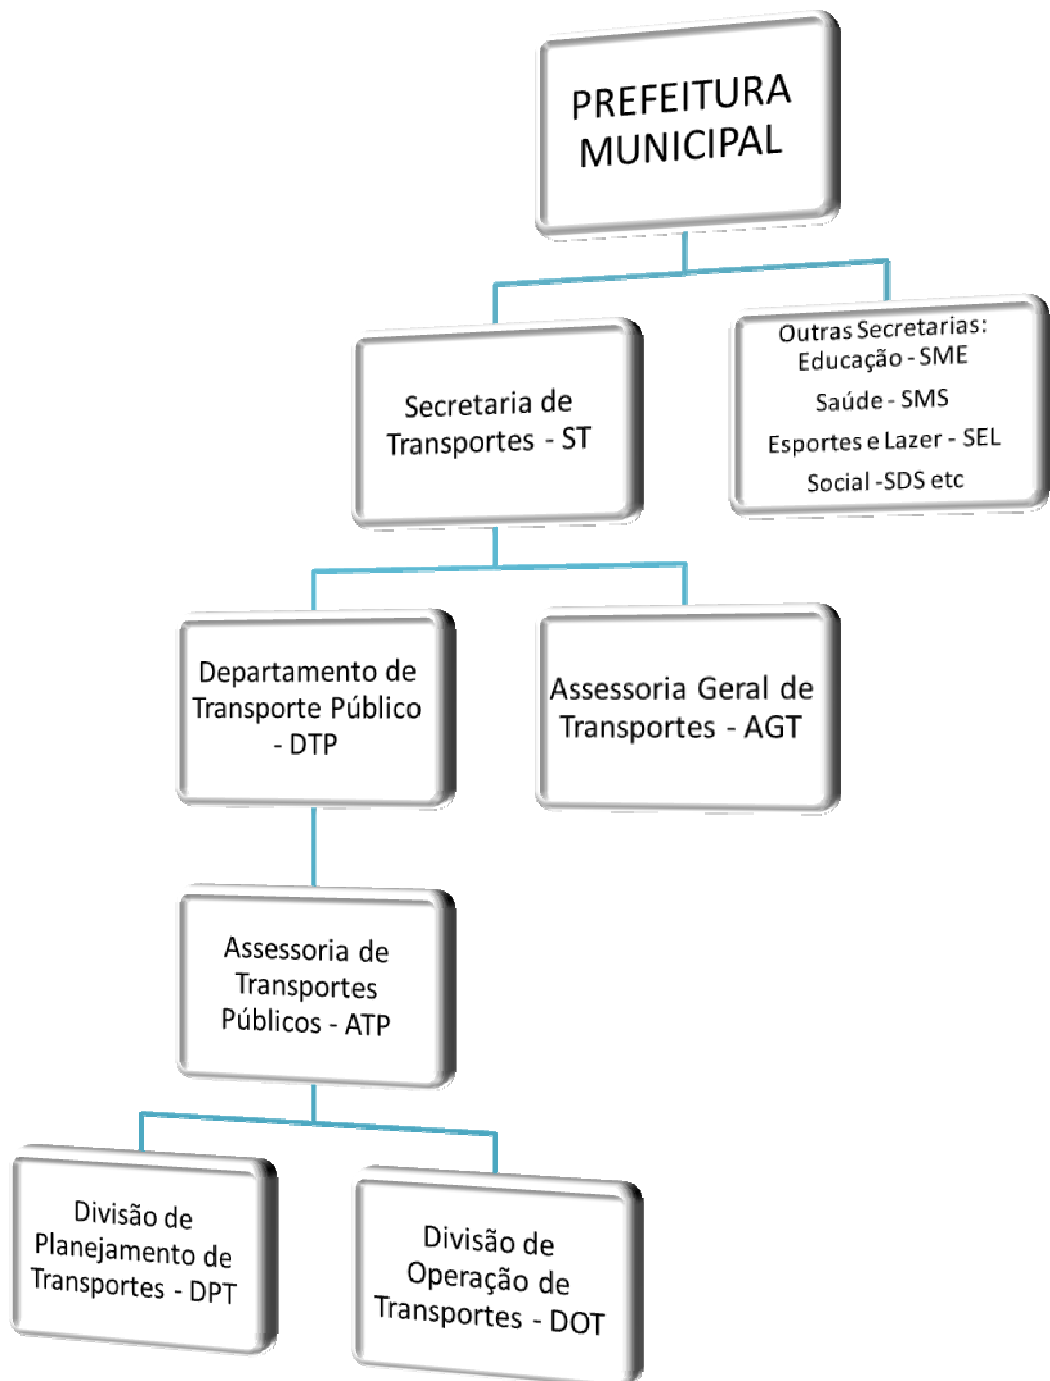 PREFEITURA
MUNICIPAL
Secretaria de
Transportes - ST
Outras Secretarias:
Educação - SME
Saúde - SMS
Esportes e Lazer - SEL
Social -SDS etc
Departamento de
Transporte Público
- DTP
Assessoria Geral de
Transportes - AGT
Assessoria de
Transportes
Públicos - ATP
Divisão de
Planejamento de
Transportes - DPT
Divisão de
Operação de
Transportes - DOT